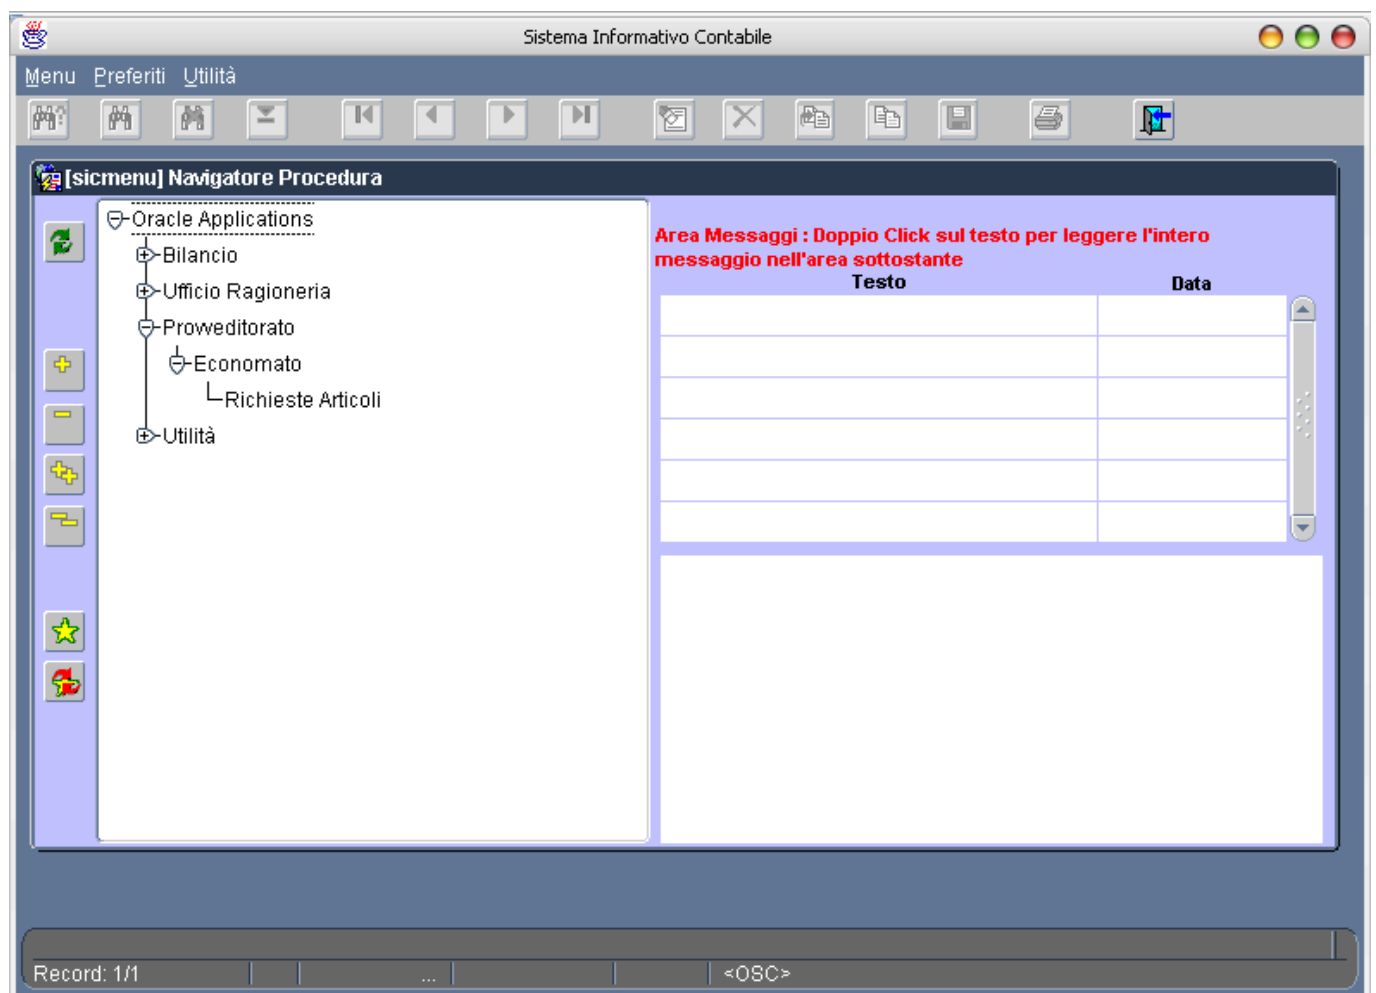 Sistema Informativo Contabile
Menu Preferiti Utilità
[sicmenu] Navigatore Procedura
Oracle Applications
Bilancio
Ufficio Ragioneria
Provveditorato
Economato
Richieste Articoli
Utilità
Area Messaggi : Doppio Click sul testo per leggere l'intero
messaggio nell'area sottostante
Testo Data
Record: 1/1 ... <OSC>